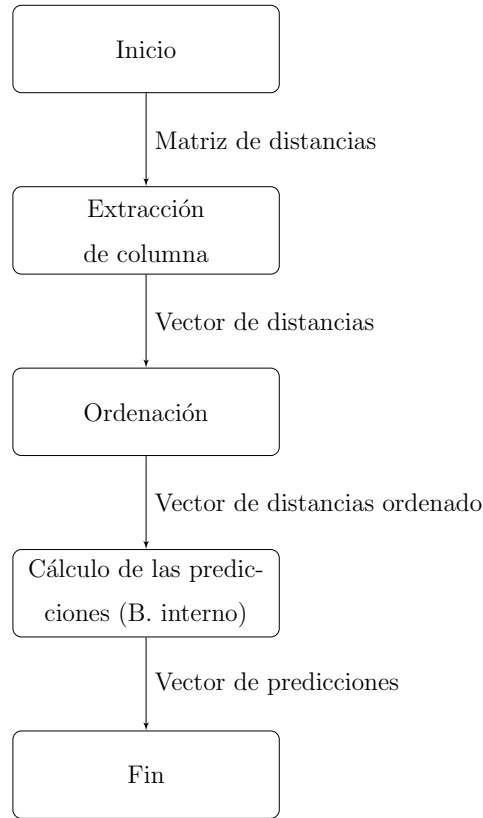 Inicio
Matriz de distancias
Extracción
de columna
Vector de distancias
Ordenación
Vector de distancias ordenado
Cálculo de las predic-
ciones (B. interno)
Vector de predicciones
Fin